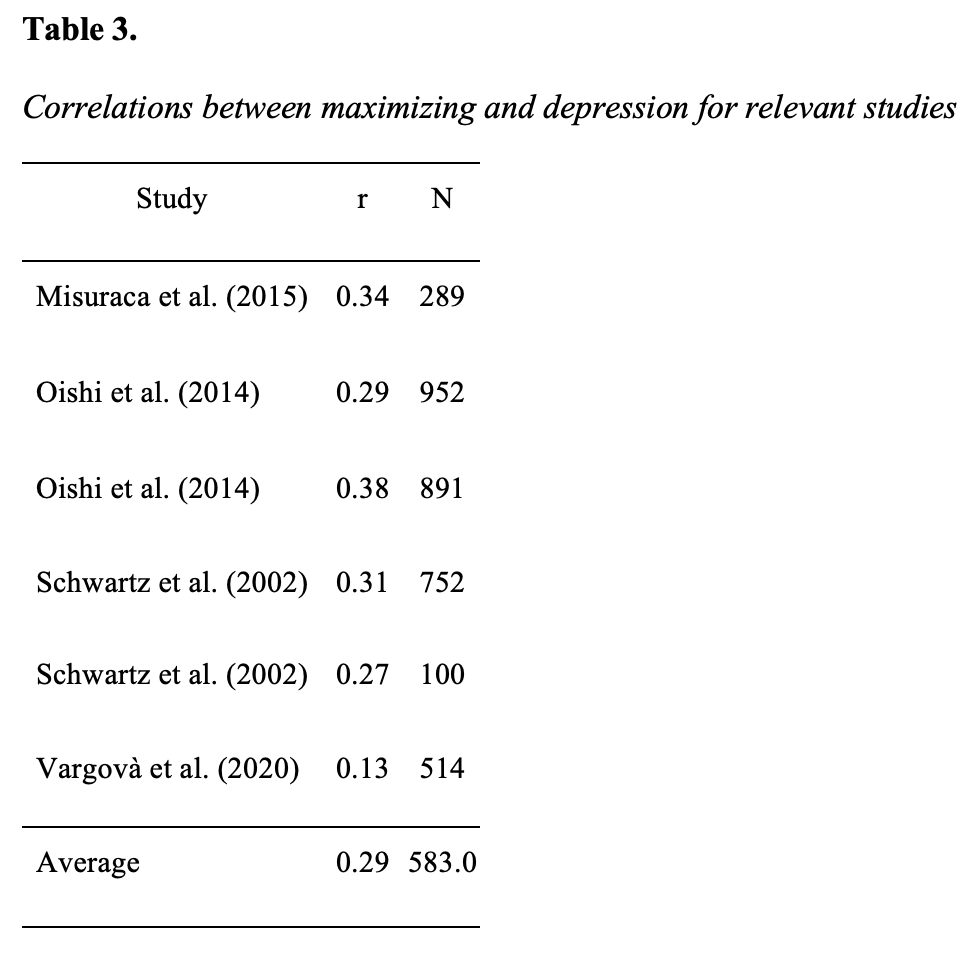 Table 3.
Correlations between maximizing and depression for relevant studies
Study r N
Misuraca et al. (2015) 0.34 289
Oishi et al. (2014) 0.29 952
Oishi et al. (2014) 0.38 891
Schwartz et al. (2002) 0.31 752
Schwartz et al. (2002) 0.27 100
Vargovà et al. (2020) 0.13 514
Average 0.29 583.0